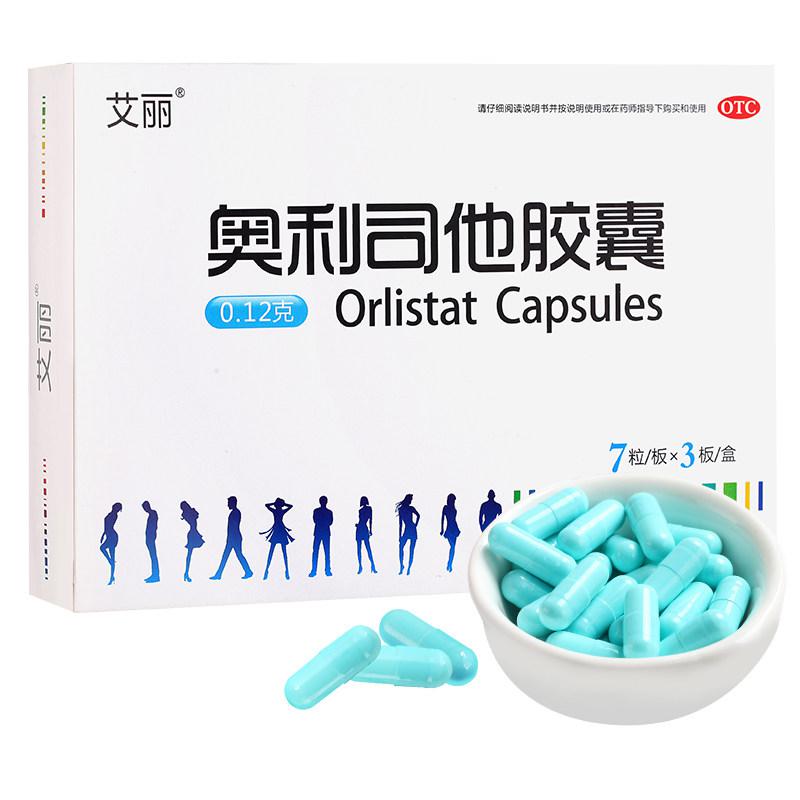 艾丽®
请仔细阅读说明书并按说明使用或在药师指导下购买和使用
OTC
奥利司他胶囊
0.12克
Orlistat Capsules
7粒/板×3板/盒
艾丽®